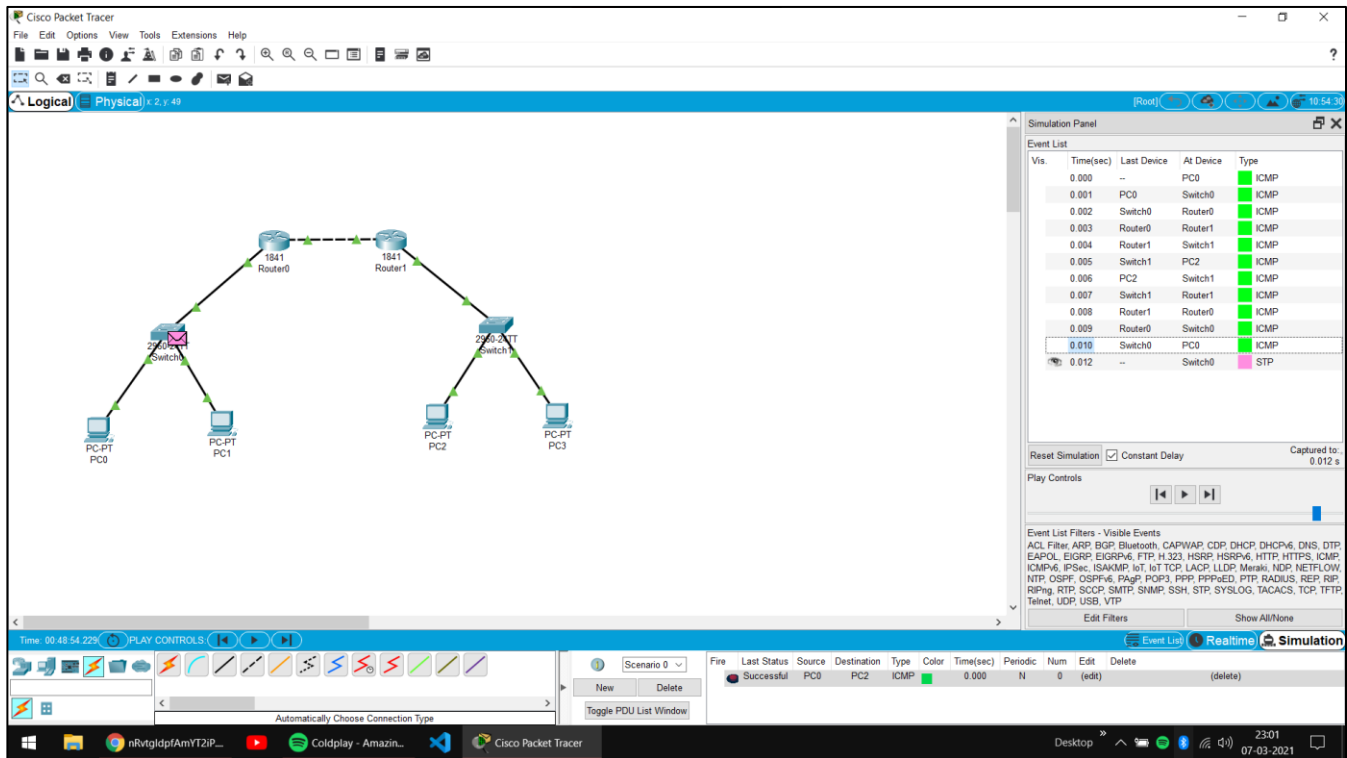 Cisco Packet Tracer
File Edit Options View Tools Extensions Help
?
Logical Physical x: 2, y: 49 [Root] 10:54:30
Simulation Panel
Event List
Vis. Time(sec) Last Device At Device Type
0.000 -- PC0 ICMP
0.001 PC0 Switch0 ICMP
0.002 Switch0 Router0 ICMP
0.003 Router0 Router1 ICMP
0.004 Router1 Switch1 ICMP
0.005 Switch1 PC2 ICMP
0.006 PC2 Switch1 ICMP
0.007 Switch1 Router1 ICMP
0.008 Router1 Router0 ICMP
0.009 Router0 Switch0 ICMP
0.010 Switch0 PC0 ICMP
0.012 -- Switch0 STP
1841
Router0
1841
Router1
Switch0
2950-24TT
Switch1
PC-PT
PC0
PC-PT
PC1
PC-PT
PC2
PC-PT
PC3
Reset Simulation Constant Delay Captured to:
0.012 s
Play Controls
Event List Filters - Visible Events
ACL Filter, ARP, BGP, Bluetooth, CAPWAP, CDP, DHCP, DHCPv6, DNS, DTP,
EAPOL, EIGRP, EIGRPv6, FTP, H.323, HSRP, HSRPv6, HTTP, HTTPS, ICMP,
ICMPv6, IPSec, ISAKMP, IoT, IoT TCP, LACP, LLDP, Meraki, NDP, NETFLOW,
NTP, OSPF, OSPFv6, PAgP, POP3, PPP, PPPoED, PTP, RADIUS, REP, RIP,
RIPng, RTP, SCCP, SMTP, SNMP, SSH, STP, SYSLOG, TACACS, TCP, TFTP,
Telnet, UDP, USB, VTP
Edit Filters Show All/None
Time: 00:48:54.229 PLAY CONTROLS: Event List Realtime Simulation
Scenario 0
New Delete
Toggle PDU List Window
Fire Last Status Source Destination Type Color Time(sec) Periodic Num Edit Delete
Successful PC0 PC2 ICMP 0.000 N 0 (edit) (delete)
Automatically Choose Connection Type
nRvtgIdpfAmYT2iP... Coldplay - Amazin... Cisco Packet Tracer Desktop 23:01
07-03-2021